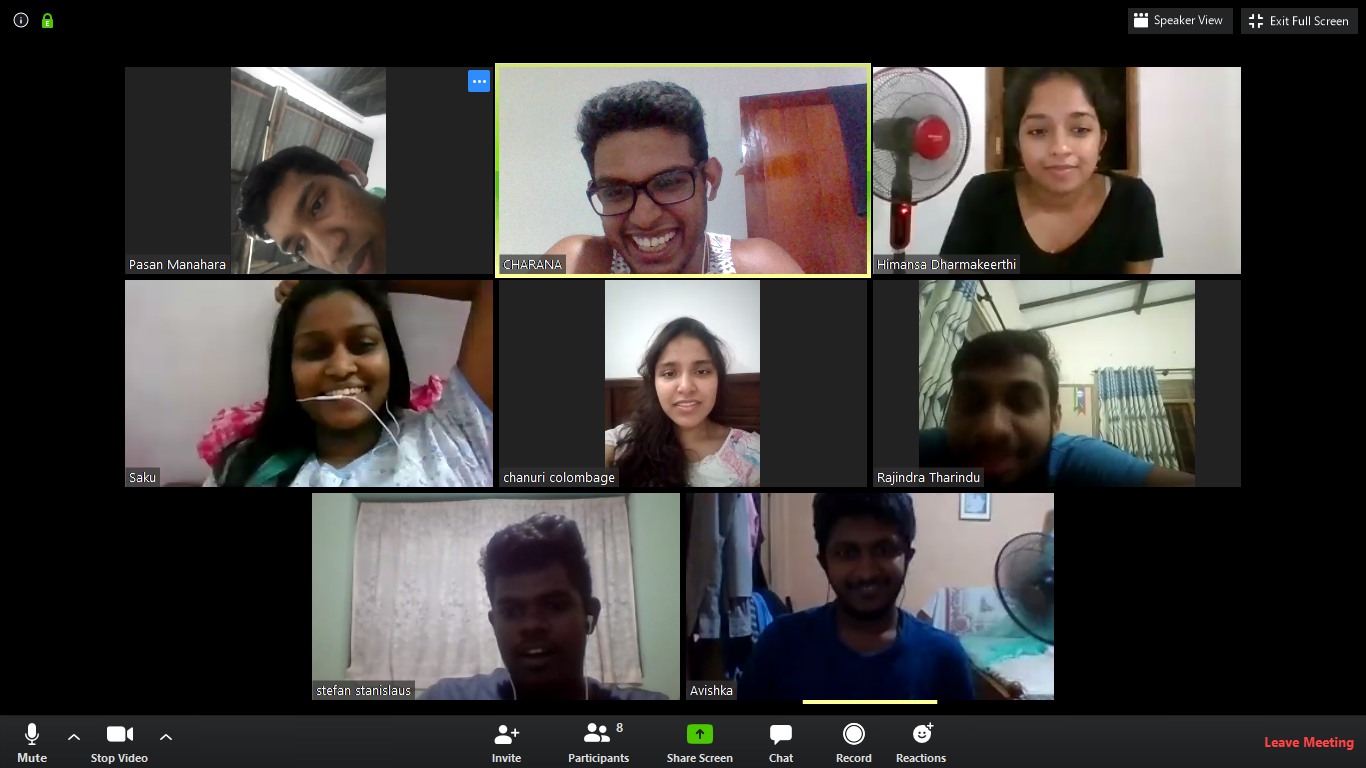 Speaker View
Exit Full Screen
Pasan Manahara
CHARANA
Himansa Dharmakeerthi
Saku
chanuri colombage
Rajindra Tharindu
stefan stanislaus
Avishka
Mute
Stop Video
Invite
Participants 8
Share Screen
Chat
Record
Reactions
Leave Meeting